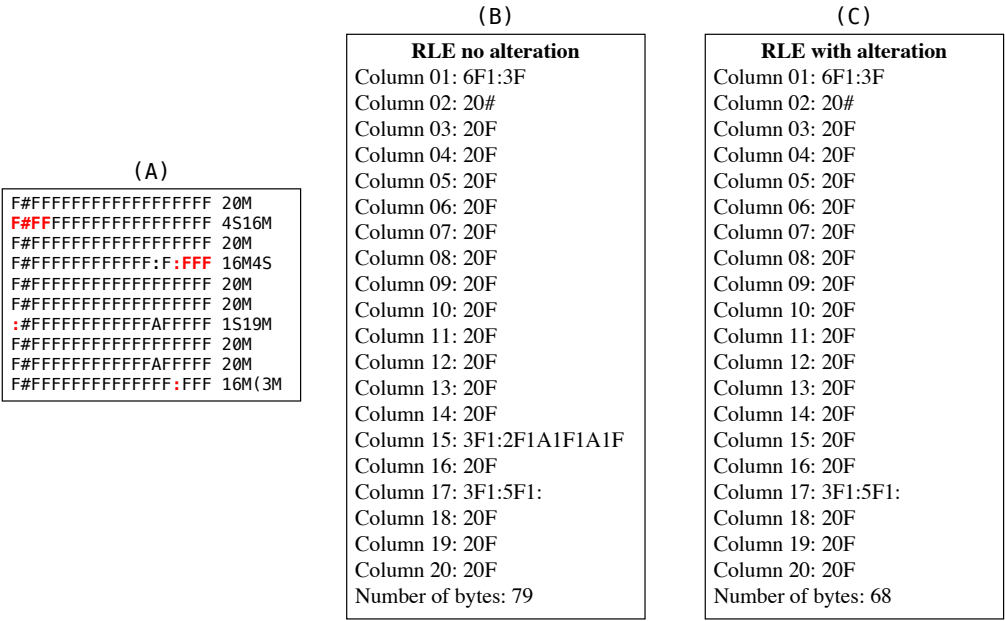 (A)
F#FFFFFFFFFFFFFFFFFF 20M
F#FFFFFFFFFFFFFFFFFF 4S16M
F#FFFFFFFFFFFFFFFFFF 20M
F#FFFFFFFFFFFF:F:FFF 16M4S
F#FFFFFFFFFFFFFFFFFF 20M
F#FFFFFFFFFFFFFFFFFF 20M
:#FFFFFFFFFFFFAFFFFF 1S19M
F#FFFFFFFFFFFFFFFFFF 20M
F#FFFFFFFFFFFFAFFFFF 20M
F#FFFFFFFFFFFFFF:FFF 16M(3M
(B)
RLE no alteration
Column 01: 6F1:3F
Column 02: 20#
Column 03: 20F
Column 04: 20F
Column 05: 20F
Column 06: 20F
Column 07: 20F
Column 08: 20F
Column 09: 20F
Column 10: 20F
Column 11: 20F
Column 12: 20F
Column 13: 20F
Column 14: 20F
Column 15: 3F1:2F1A1F1A1F
Column 16: 20F
Column 17: 3F1:5F1:
Column 18: 20F
Column 19: 20F
Column 20: 20F
Number of bytes: 79
(C)
RLE with alteration
Column 01: 6F1:3F
Column 02: 20#
Column 03: 20F
Column 04: 20F
Column 05: 20F
Column 06: 20F
Column 07: 20F
Column 08: 20F
Column 09: 20F
Column 10: 20F
Column 11: 20F
Column 12: 20F
Column 13: 20F
Column 14: 20F
Column 15: 20F
Column 16: 20F
Column 17: 3F1:5F1:
Column 18: 20F
Column 19: 20F
Column 20: 20F
Number of bytes: 68